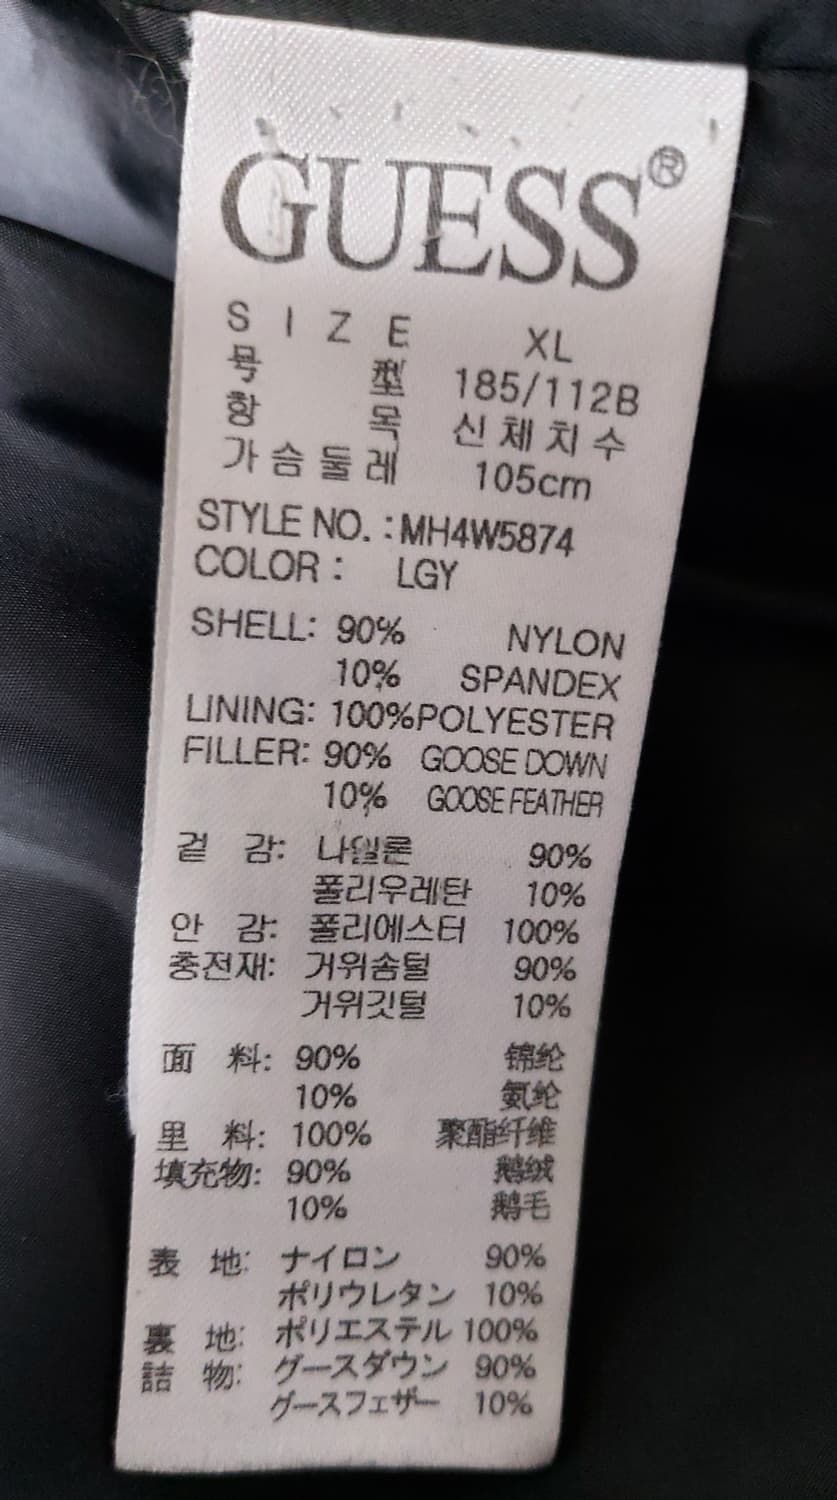 GUESS®
SIZE XL
号型 185/112B
항목 신체치수
가슴둘레 105cm
STYLE NO.:MH4W5874
COLOR: LGY
SHELL: 90% NYLON
10% SPANDEX
LINING: 100%POLYESTER
FILLER: 90% GOOSE DOWN
10% GOOSE FEATHER
겉감: 나일론 90%
폴리우레탄 10%
안감: 폴리에스터 100%
충전재: 거위솜털 90%
거위깃털 10%
面料: 90% 锦纶
10% 氨纶
里料: 100% 聚酯纤维
填充物: 90% 鹅绒
10% 鹅毛
表地: ナイロン 90%
ポリウレタン 10%
裏地: ポリエステル 100%
詰物: グースダウン 90%
グースフェザー 10%